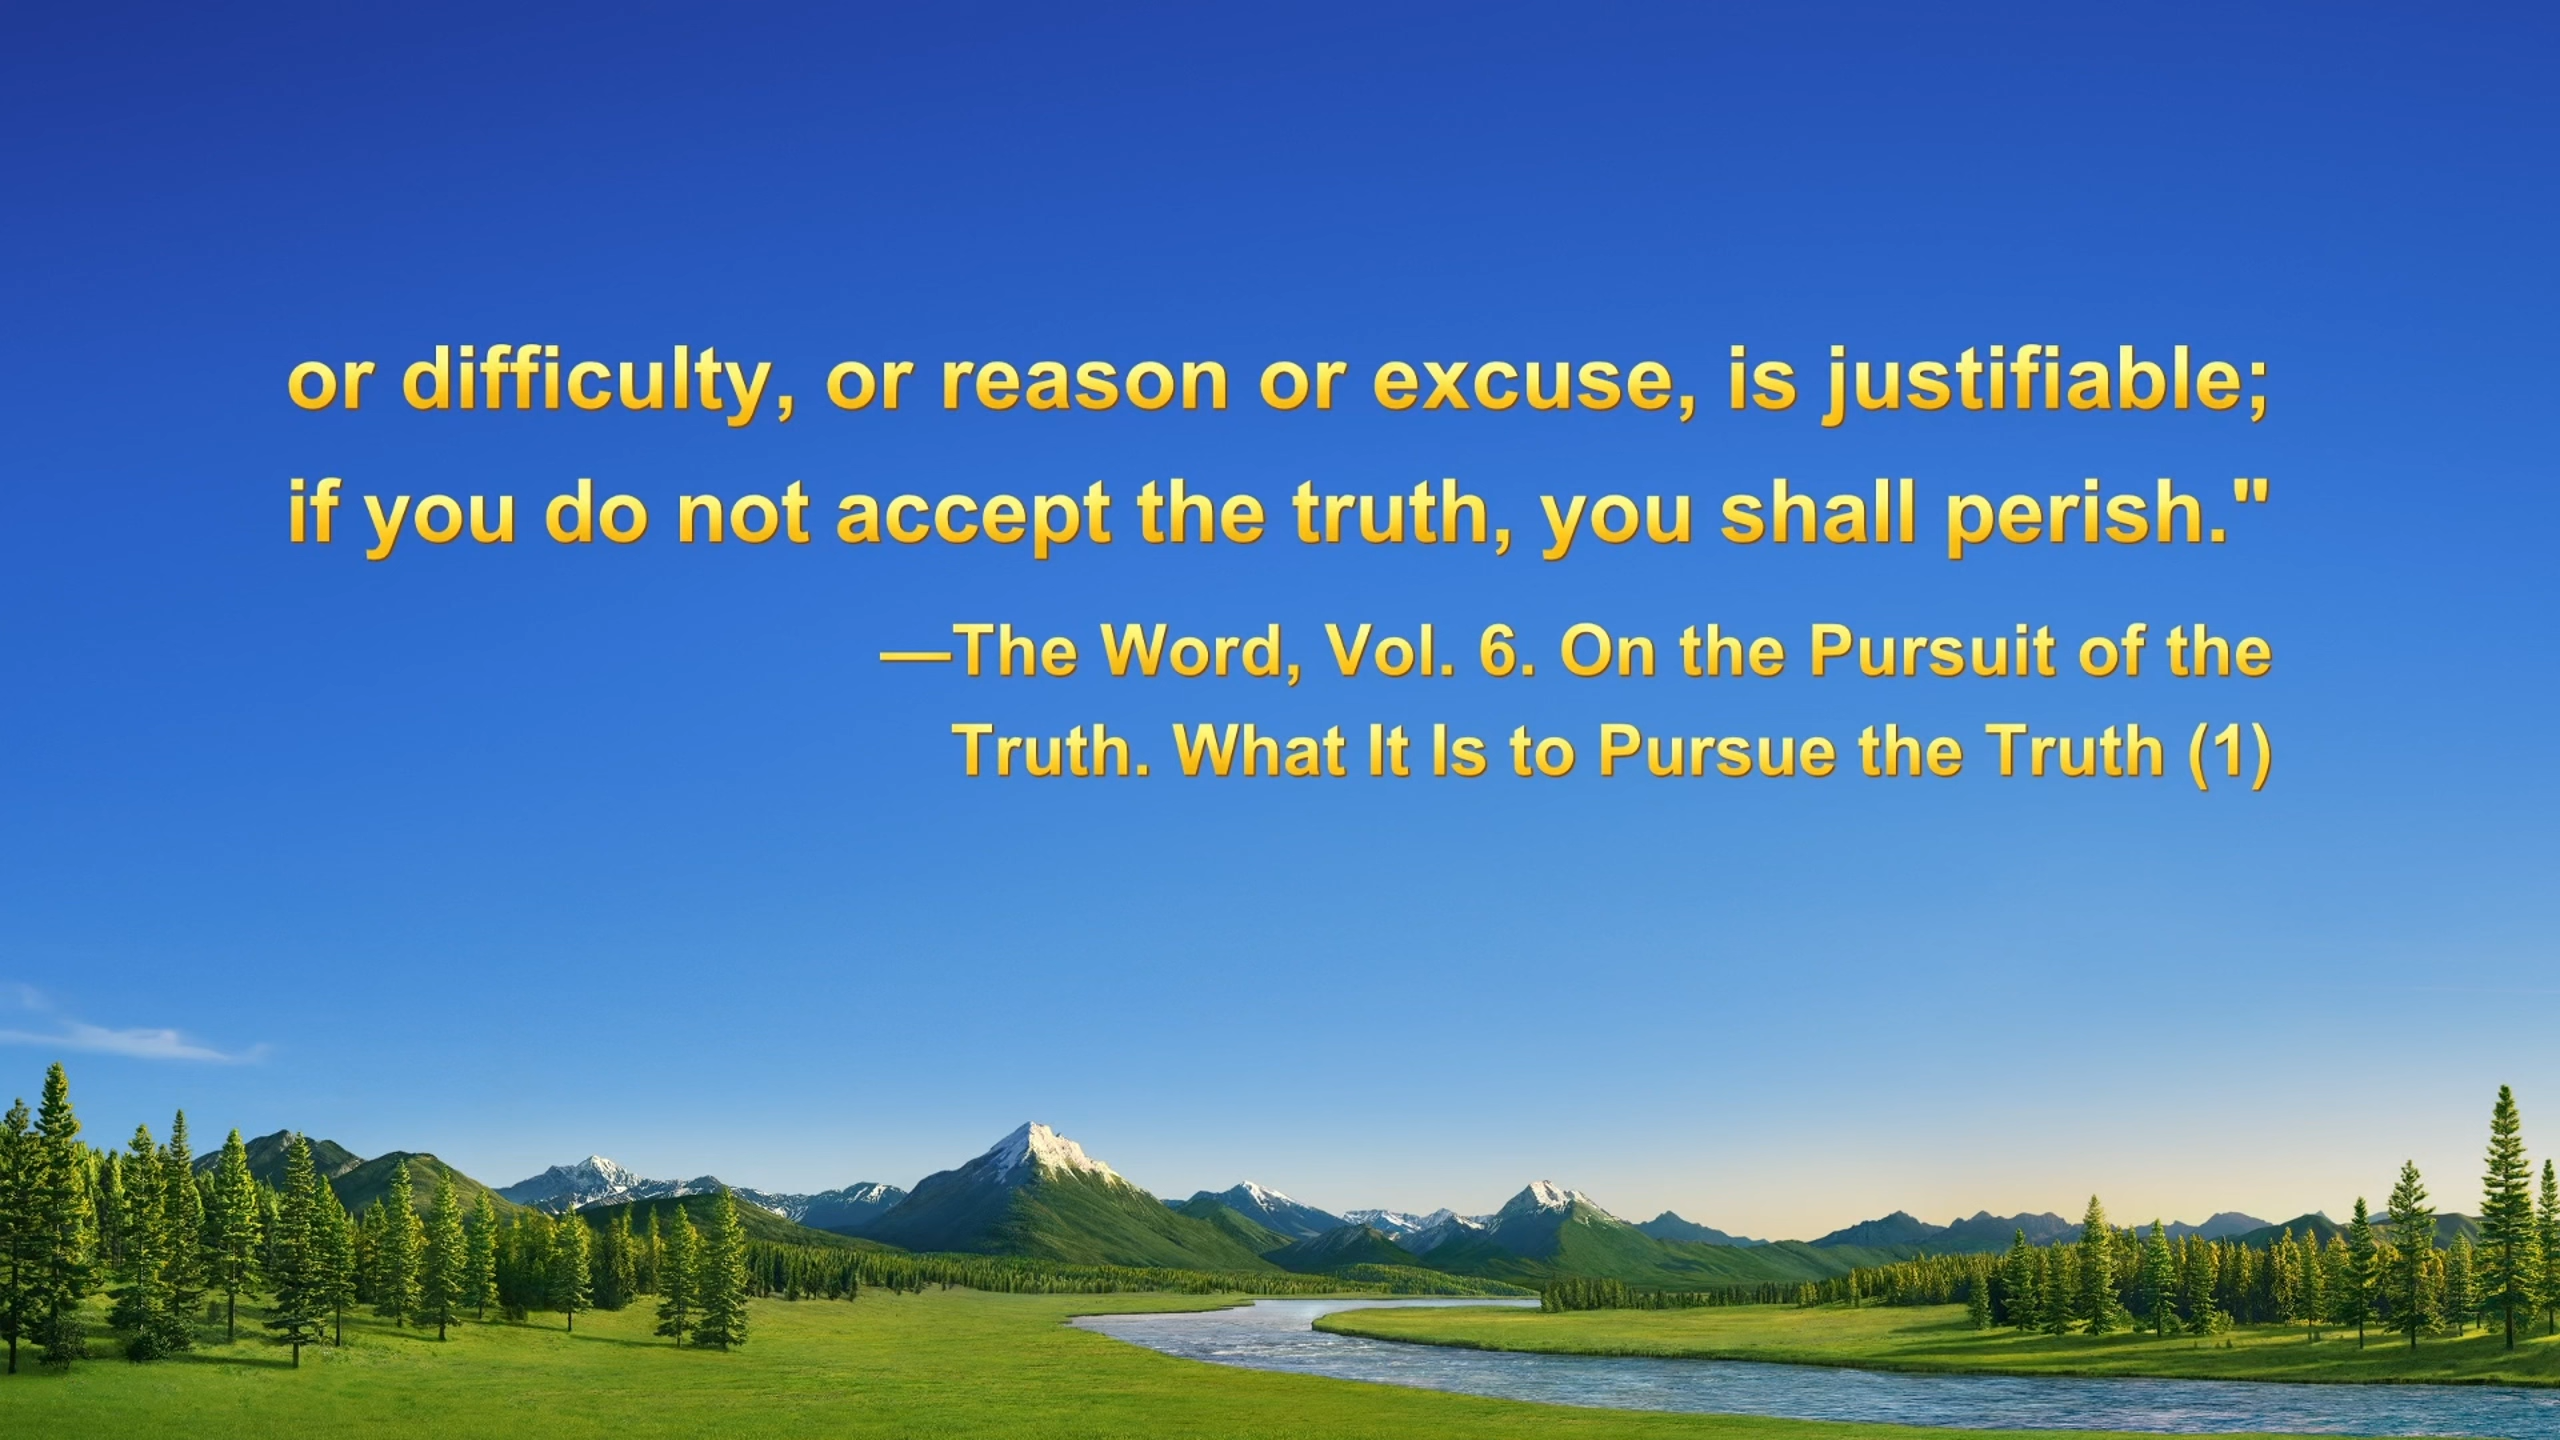 or difficulty, or reason or excuse, is justifiable;
if you do not accept the truth, you shall perish."
—The Word, Vol. 6. On the Pursuit of the
Truth. What It Is to Pursue the Truth (1)